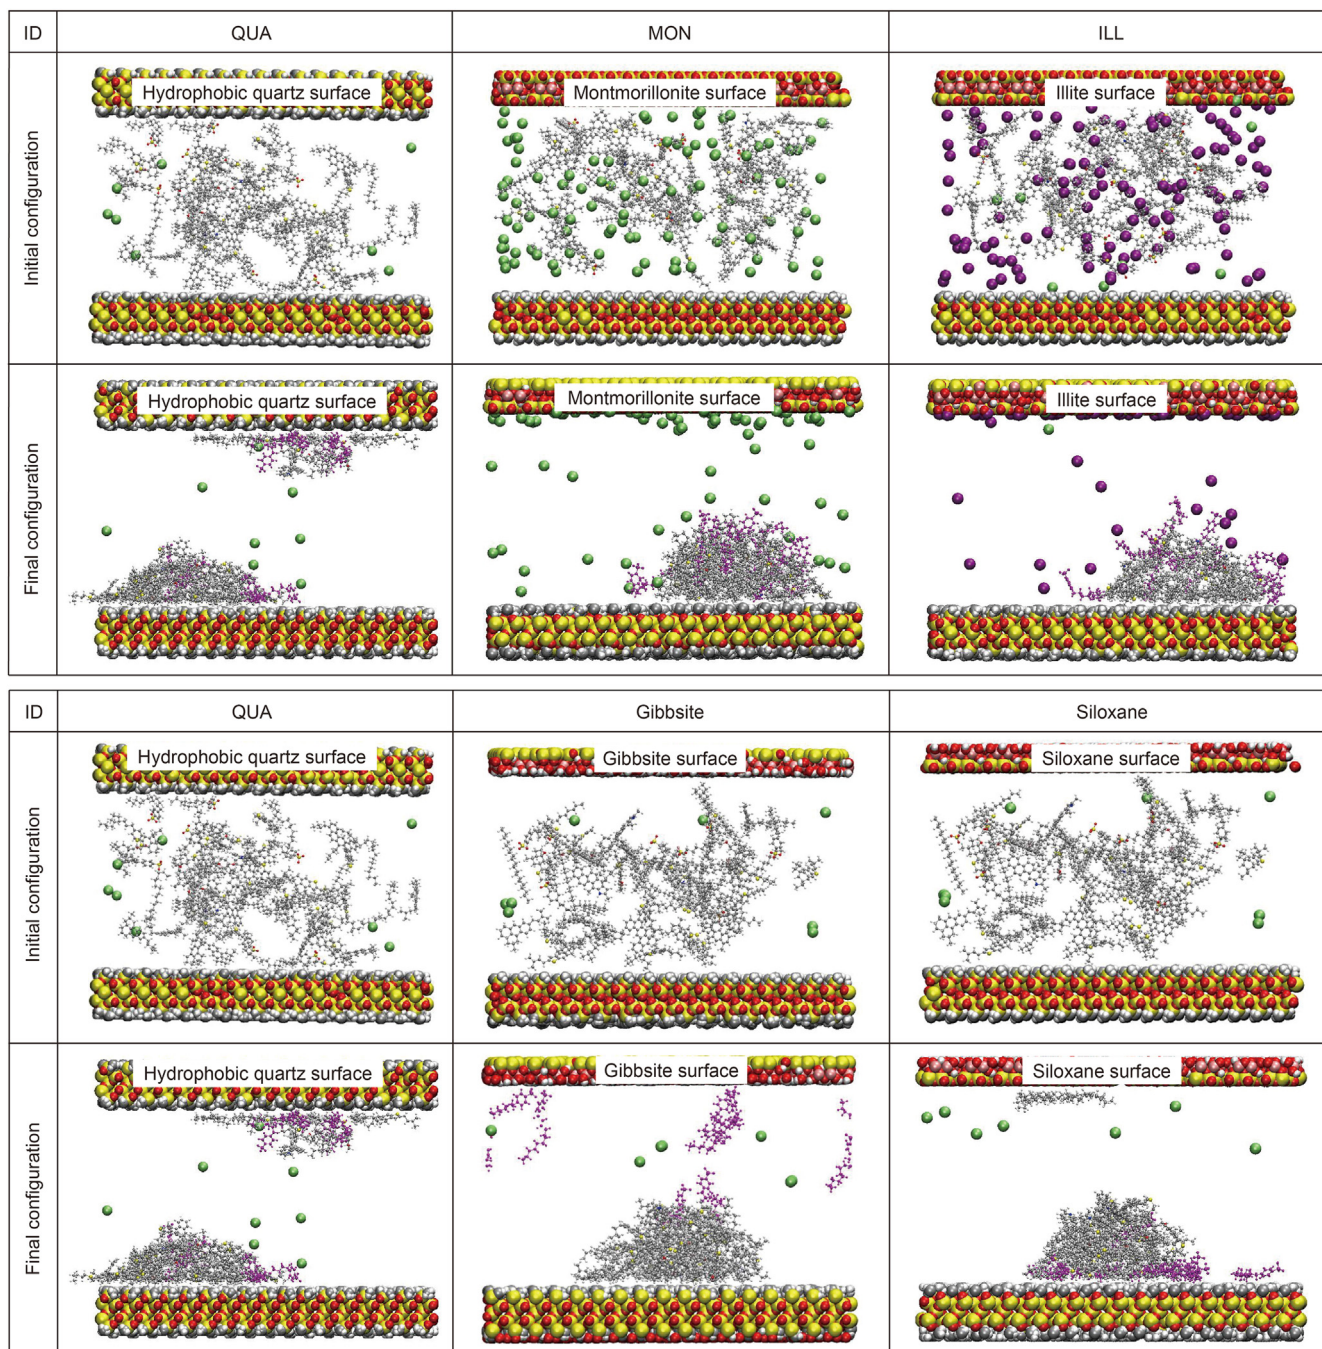 ID QUA MON ILL
Initial configuration
Hydrophobic quartz surface Montmorillonite surface Illite surface
Final configuration
Hydrophobic quartz surface Montmorillonite surface Illite surface
ID QUA Gibbsite Siloxane
Initial configuration
Hydrophobic quartz surface Gibbsite surface Siloxane surface
Final configuration
Hydrophobic quartz surface Gibbsite surface Siloxane surface